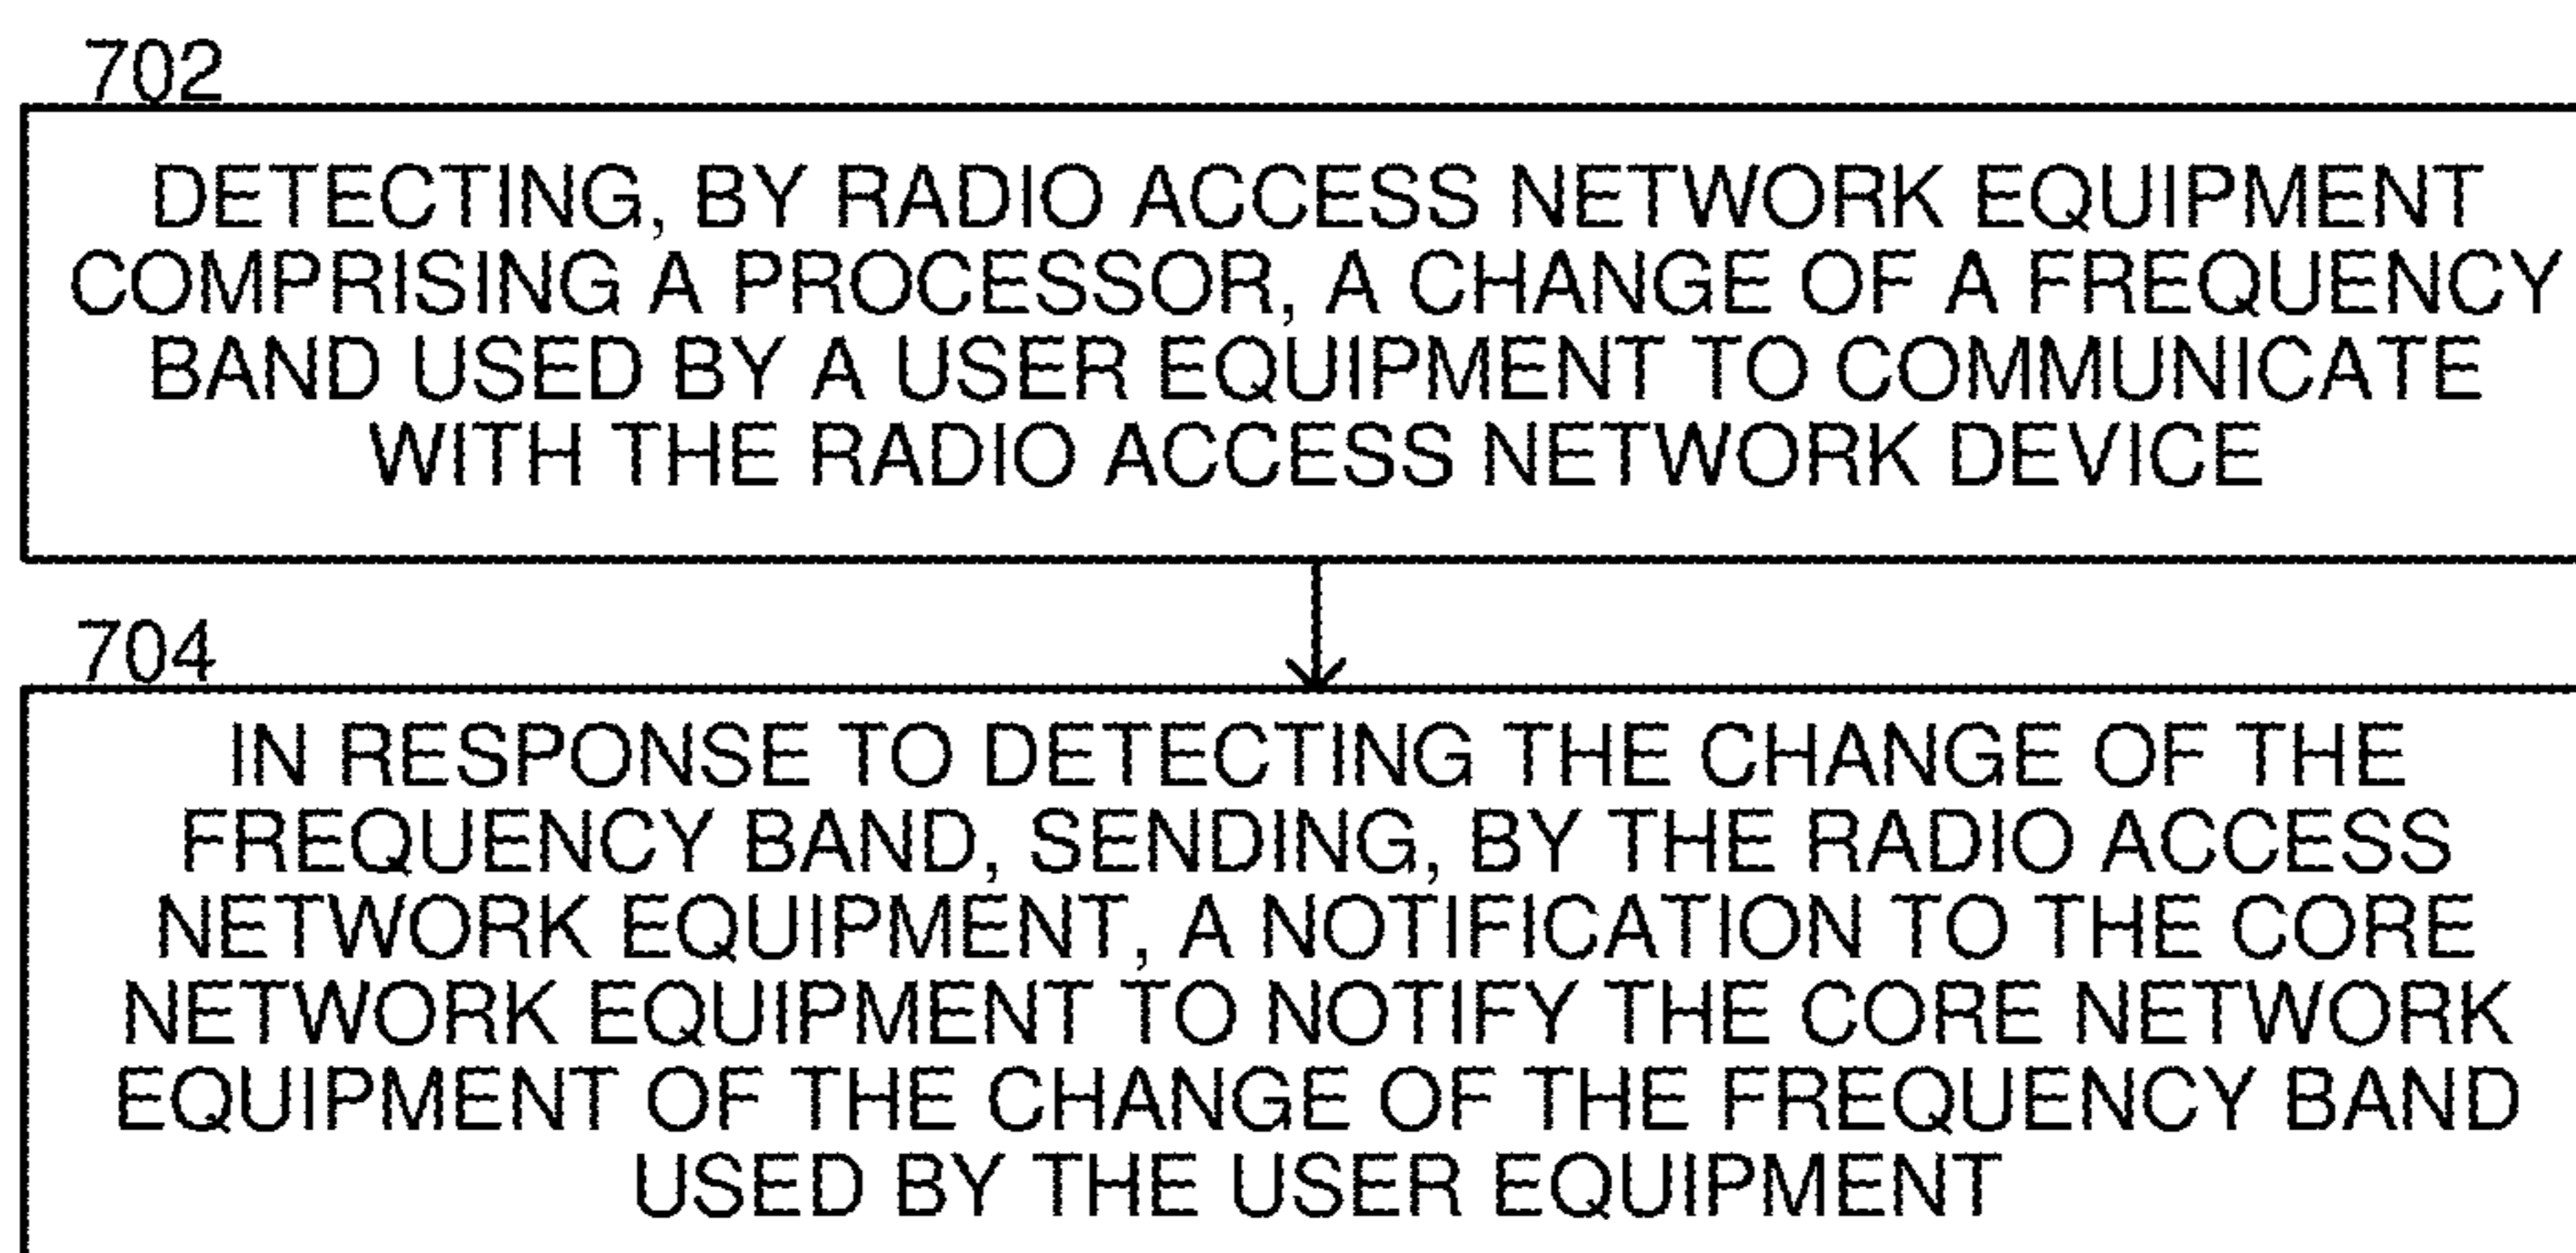 702
DETECTING, BY RADIO ACCESS NETWORK EQUIPMENT
COMPRISING A PROCESSOR, A CHANGE OF A FREQUENCY
BAND USED BY A USER EQUIPMENT TO COMMUNICATE
WITH THE RADIO ACCESS NETWORK DEVICE
704
IN RESPONSE TO DETECTING THE CHANGE OF THE
FREQUENCY BAND, SENDING, BY THE RADIO ACCESS
NETWORK EQUIPMENT, A NOTIFICATION TO THE CORE
NETWORK EQUIPMENT TO NOTIFY THE CORE NETWORK
EQUIPMENT OF THE CHANGE OF THE FREQUENCY BAND
USED BY THE USER EQUIPMENT